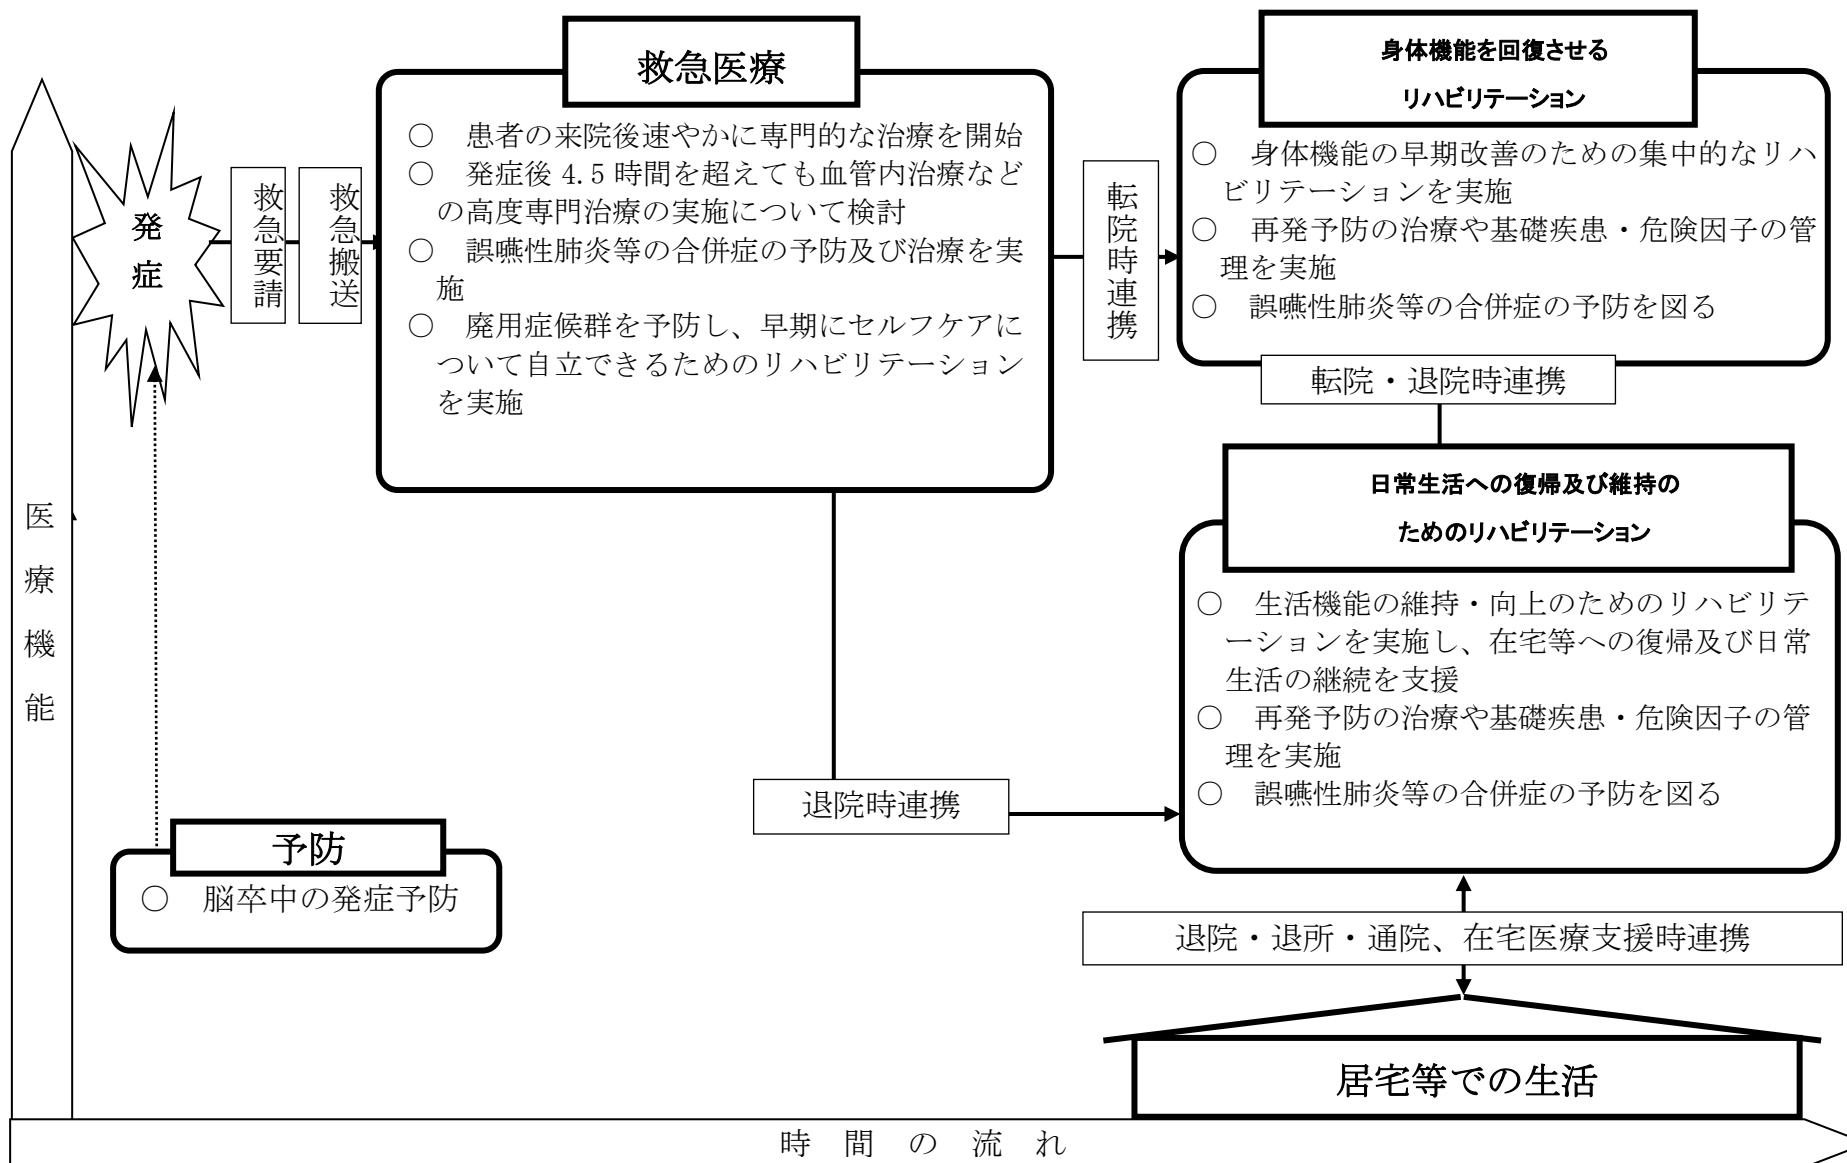 救急医療
○ 患者の来院後速やかに専門的な治療を開始
○ 発症後 4.5 時間を超えても血管内治療など
の高度専門治療の実施について検討
○ 誤嚥性肺炎等の合併症の予防及び治療を実
施
○ 廃用症候群を予防し、早期にセルフケアに
ついて自立できるためのリハビリテーション
を実施
身体機能を回復させる
リハビリテーション
○ 身体機能の早期改善のための集中的なリハ
ビリテーションを実施
○ 再発予防の治療や基礎疾患・危険因子の管
理を実施
○ 誤嚥性肺炎等の合併症の予防を図る
発
症
救急要請
救急搬送
転院時連携
転院・退院時連携
日常生活への復帰及び維持の
ためのリハビリテーション
○ 生活機能の維持・向上のためのリハビリテ
ーションを実施し、在宅等への復帰及び日常
生活の継続を支援
○ 再発予防の治療や基礎疾患・危険因子の管
理を実施
○ 誤嚥性肺炎等の合併症の予防を図る
医療機能
退院時連携
予防
○ 脳卒中の発症予防
退院・退所・通院、在宅医療支援時連携
居宅等での生活
時 間 の 流 れ